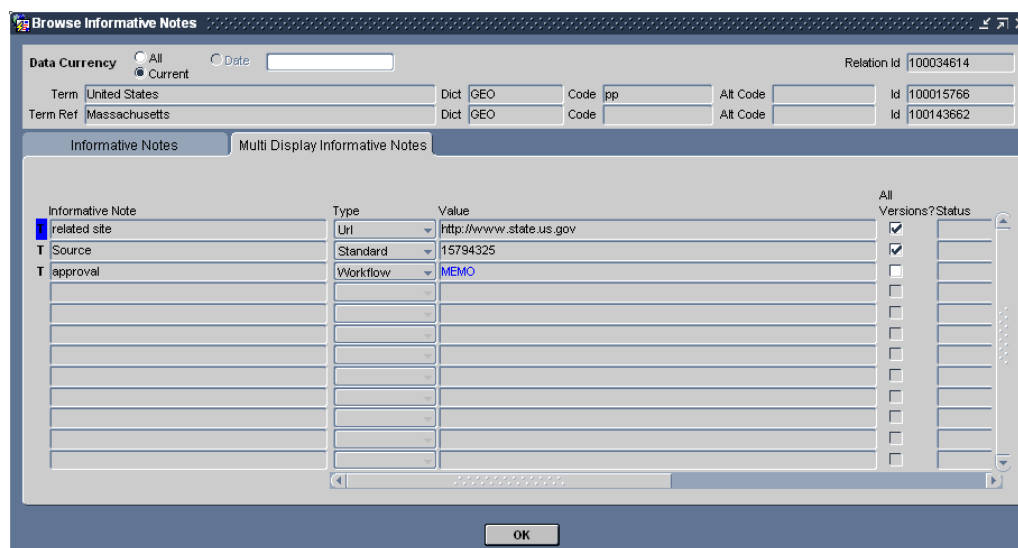 Browse Informative Notes
Data Currency All Date
Current
Relation Id 100034614
Term United States Dict GEO Code pp Alt Code Id 100015766
Term Ref Massachusetts Dict GEO Code Alt Code Id 100143662
Informative Notes Multi Display Informative Notes
All
Informative Note Type Value Versions? Status
T related site Url http://www.state.us.gov
T Source Standard 15794325
T approval Workflow MEMO
OK